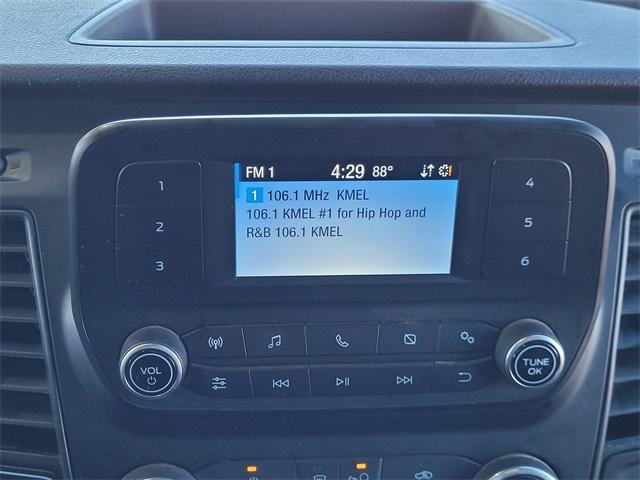 FM 1 4:29 88°
1 106.1 MHz KMEL
106.1 KMEL #1 for Hip Hop and
R&B 106.1 KMEL
1
2
3
4
5
6
VOL
TUNE
OK